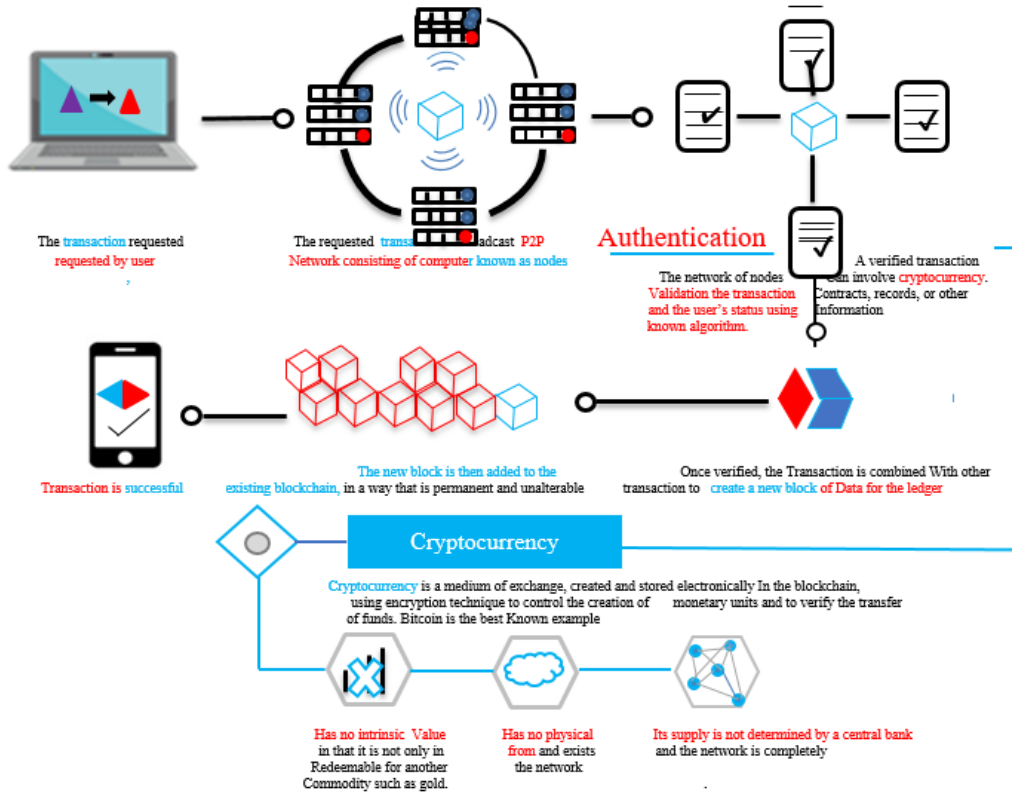 The transaction requested
requested by user
,
The requested transa adcast P2P
Network consisting of computer known as nodes
Authentication
The network of nodes
Validation the transaction
and the user's status using
known algorithm.
A verified transaction
Can involve cryptocurrency.
Contracts, records, or other
Information
Transaction is successful
The new block is then added to the
existing blockchain, in a way that is permanent and unalterable
Once verified, the Transaction is combined With other
transaction to create a new block of Data for the ledger
Cryptocurrency
Cryptocurrency is a medium of exchange, created and stored electronically In the blockchain,
using encryption technique to control the creation of monetary units and to verify the transfer
of funds. Bitcoin is the best Known example
Has no intrinsic Value
in that it is not only in
Redeemable for another
Commodity such as gold.
Has no physical
from and exists
the network
Its supply is not determined by a central bank
and the network is completely
.